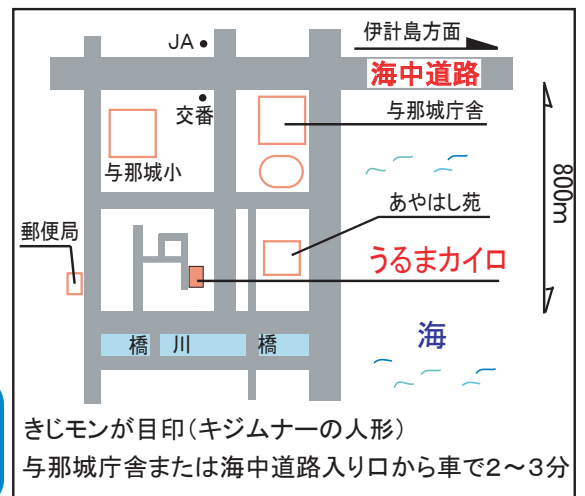 伊計島方面
JA
海中道路
交番
与那城庁舎
与那城小
800m
あやはし苑
郵便局
うるまカイロ
海
橋 川 橋
きじモンが目印(キジムナーの人形)
与那城庁舎または海中道路入り口から車で2〜3分